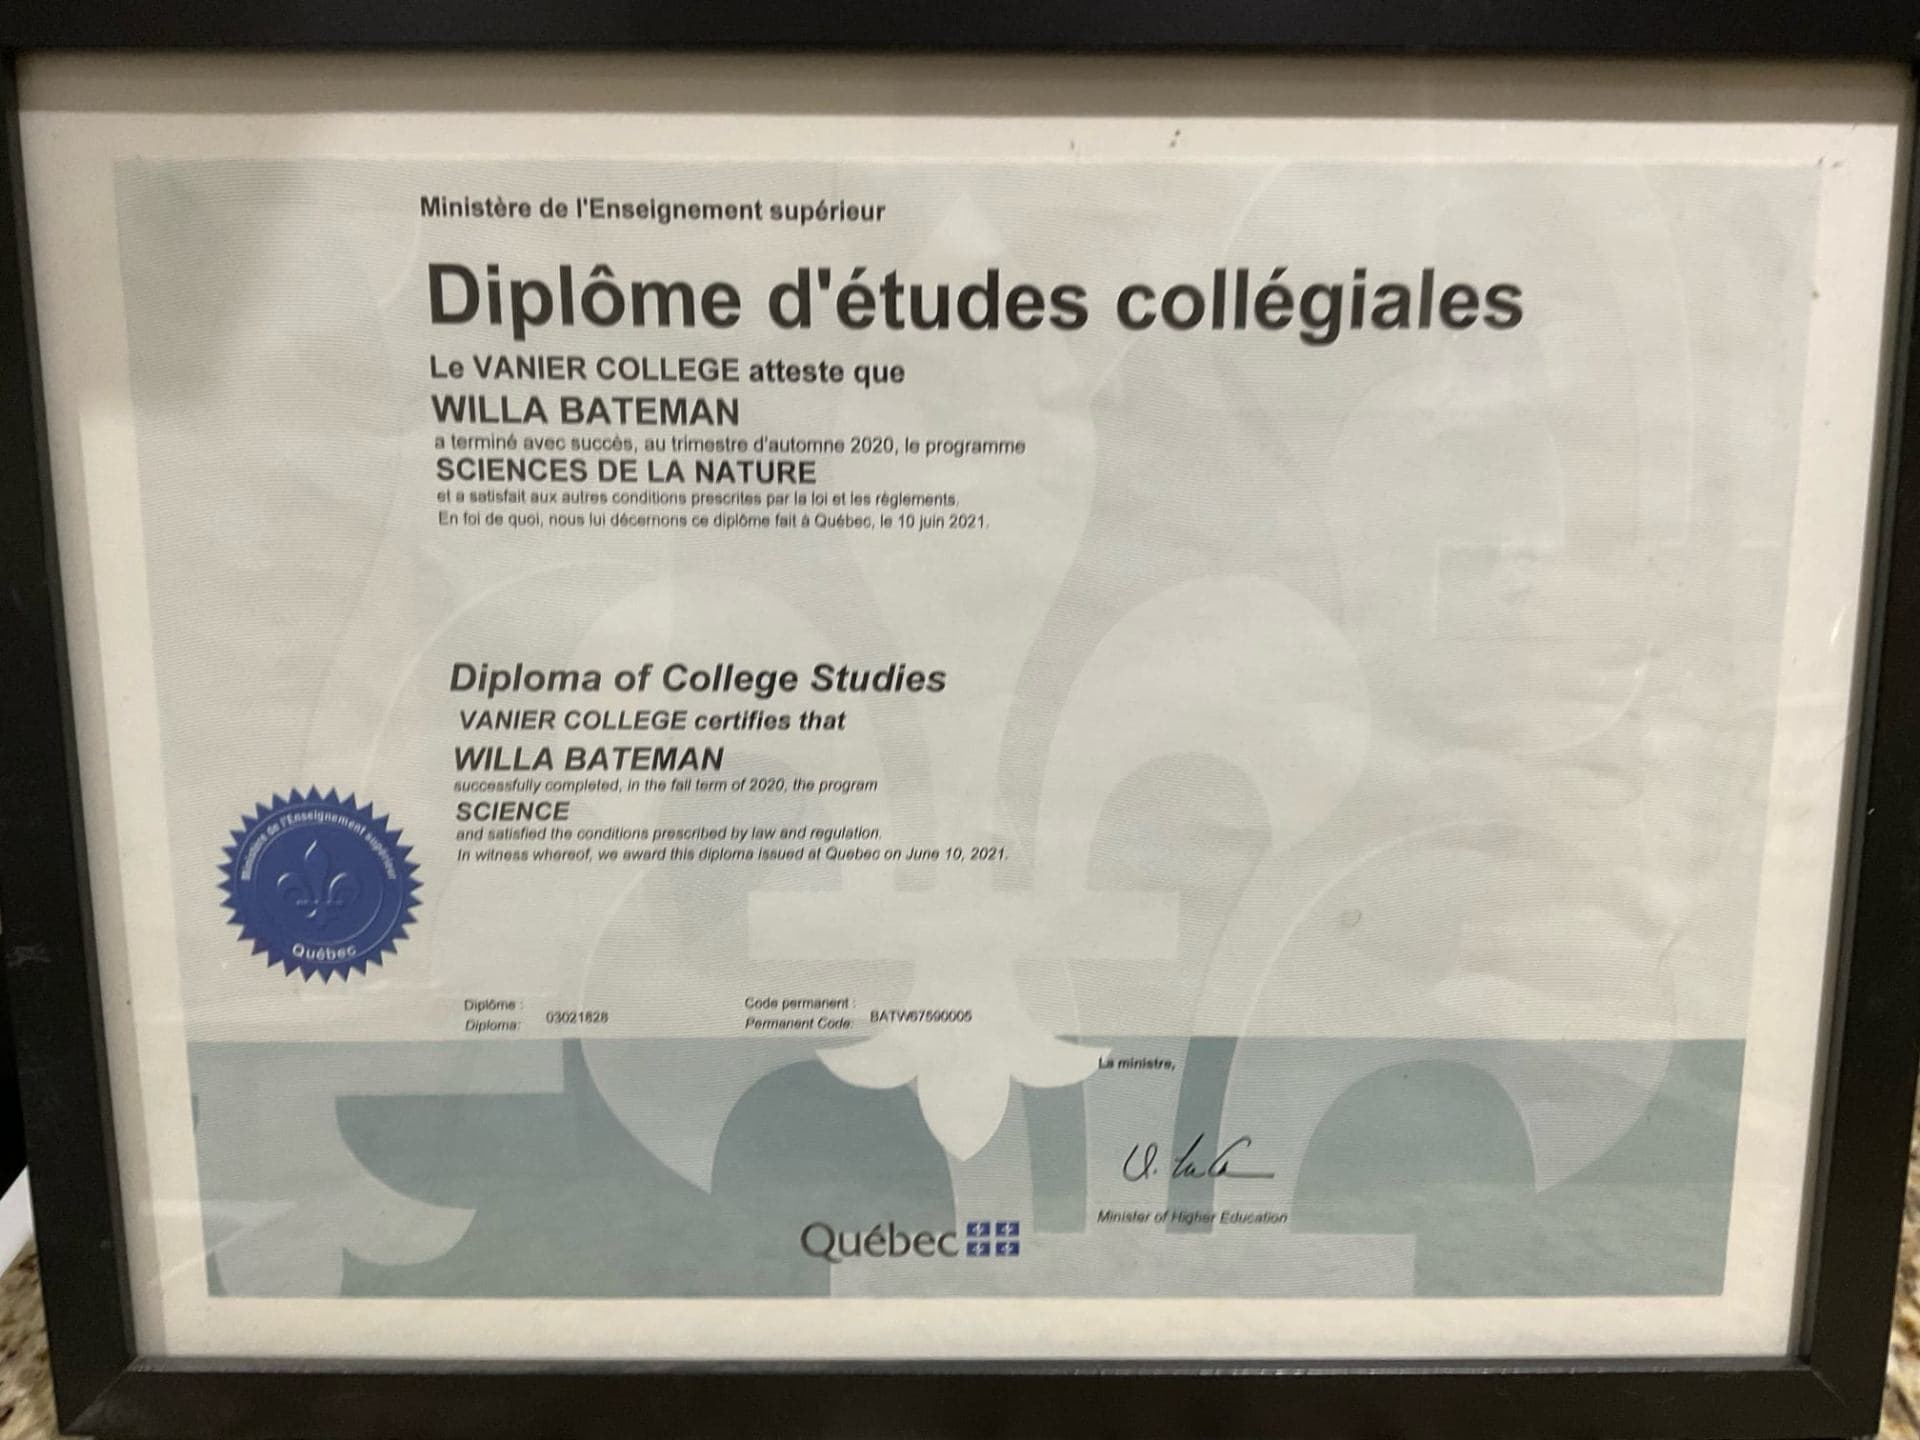 Ministère de l'Enseignement supérieur
Diplôme d'études collégiales
Le VANIER COLLEGE atteste que
WILLA BATEMAN
a terminé avec succès, au trimestre d'automne 2020, le programme
SCIENCES DE LA NATURE
et a satisfait aux autres conditions prescrites par la loi et les règlements.
En foi de quoi, nous lui décernons ce diplôme fait à Québec, le 10 juin 2021.
Diploma of College Studies
VANIER COLLEGE certifies that
WILLA BATEMAN
successfully completed, in the fall term of 2020, the program
SCIENCE
and satisfied the conditions prescribed by law and regulation.
In witness whereof, we award this diploma issued at Quebec on June 10, 2021.
Ministère de l'Enseignement supérieur
Québec
Diplôme :
Diploma:
03021828
Code permanent :
Permanent Code:
BATW67590005
La ministre,
Minister of Higher Education
Québec